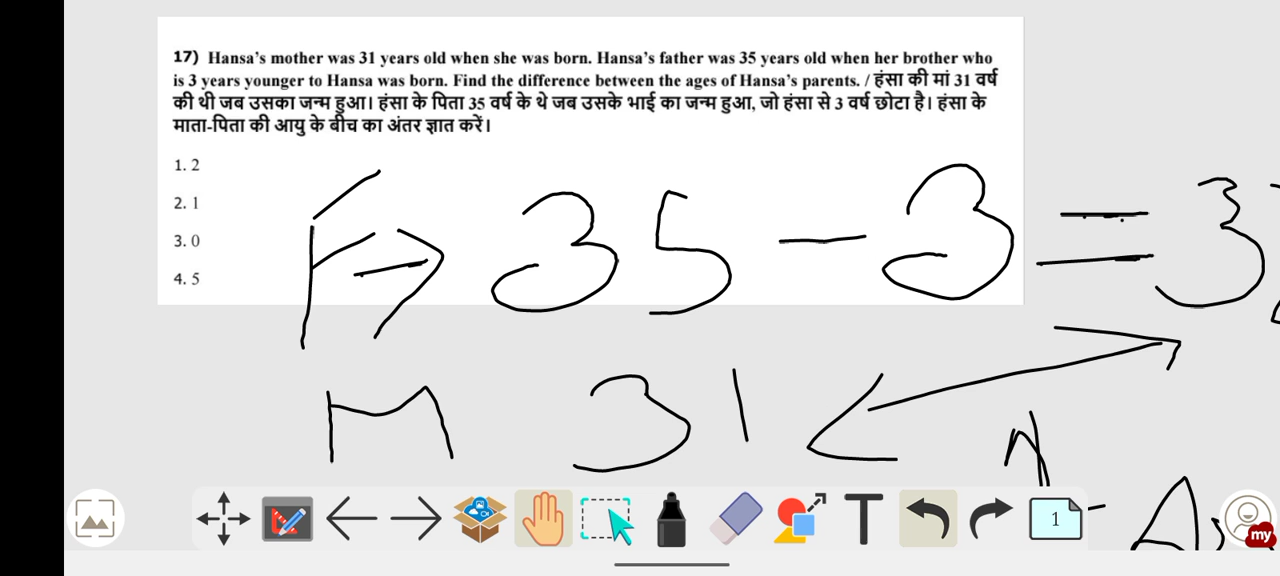 17) Hansa's mother was 31 years old when she was born. Hansa's father was 35 years old when her brother who
is 3 years younger to Hansa was born. Find the difference between the ages of Hansa's parents. / हंसा की मां 31 वर्ष
की थी जब उसका जन्म हुआ। हंसा के पिता 35 वर्ष के थे जब उसके भाई का जन्म हुआ, जो हंसा से 3 वर्ष छोटा है। हंसा के
माता-पिता की आयु के बीच का अंतर ज्ञात करें।
1. 2
2. 1
3. 0
4. 5
F → 35 - 3 = 3
M 31
T
1
my